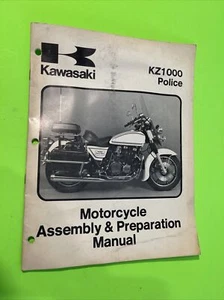 Kawasaki
KZ1000
Police
Motorcycle
Assembly & Preparation
Manual